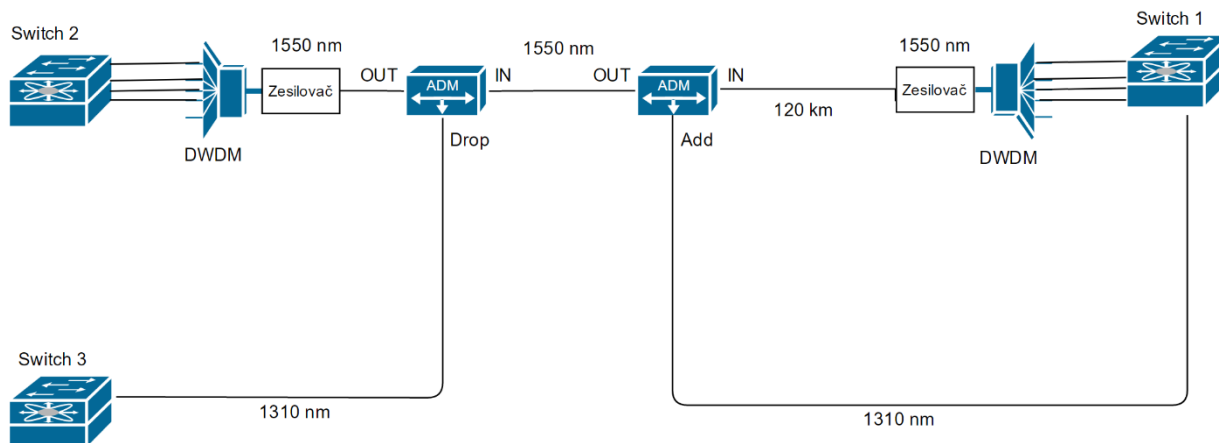 Switch 2
1550 nm
1550 nm
1550 nm
Switch 1
OUT
ADM
IN
OUT
ADM
IN
Zesilovač
Zesilovač
120 km
DWDM
Drop
Add
DWDM
Switch 3
1310 nm
1310 nm